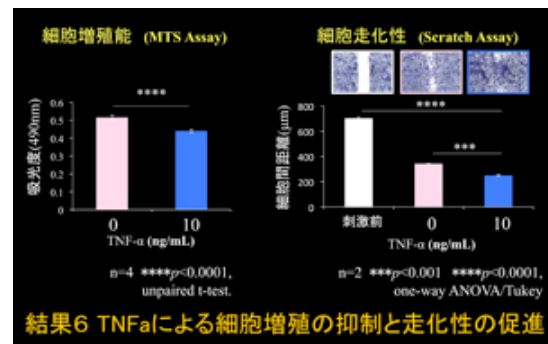 細胞増殖能 (MTS Assay)
****
吸光度(490nm)
0.6
0.5
0.4
0.3
0.2
0.1
0
0 10
TNF-α (ng/mL)
n=4 ****p<0.0001,
unpaired t-test.
細胞走化性 (Scratch Assay)
****
***
細胞間距離(μm)
800
600
400
200
0
刺激前 0 10
TNF-α (ng/mL)
n=2 ***p<0.001 ****p<0.0001,
one-way ANOVA/Tukey
結果6 TNFaによる細胞増殖の抑制と走化性の促進